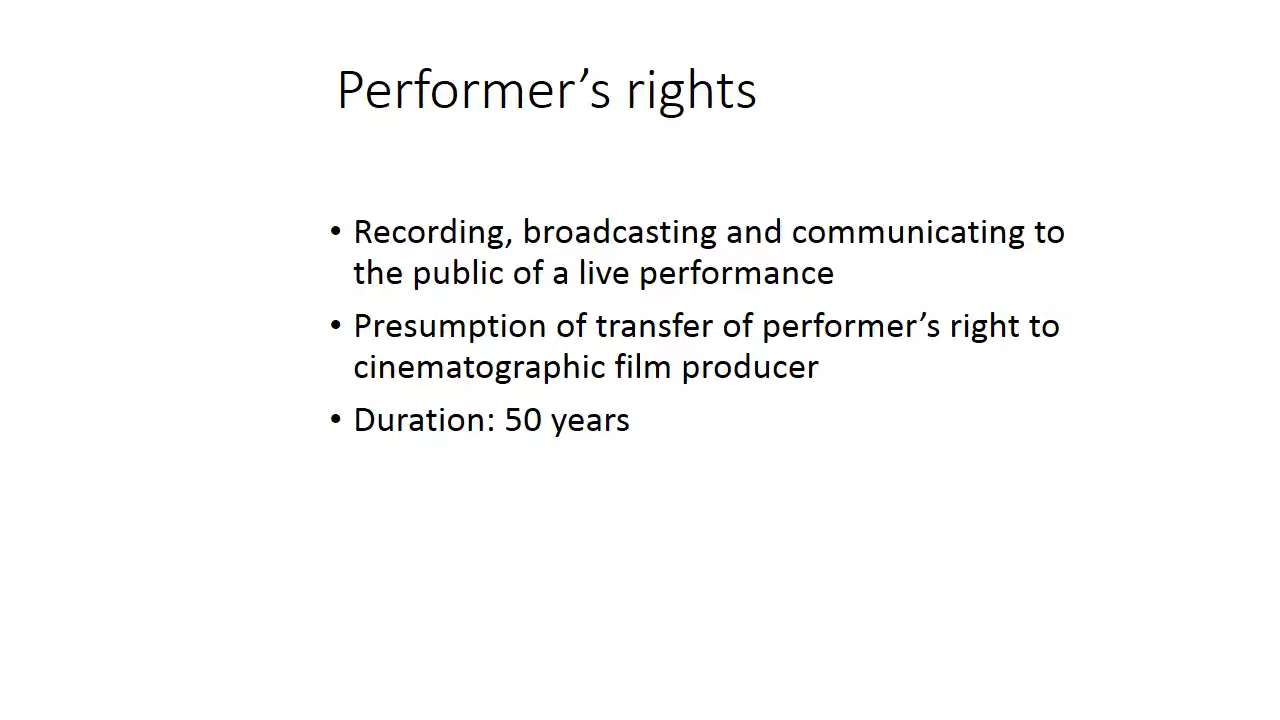 Performer’s rights
• Recording, broadcasting and communicating to
the public of a live performance
• Presumption of transfer of performer’s right to
cinematographic film producer
• Duration: 50 years